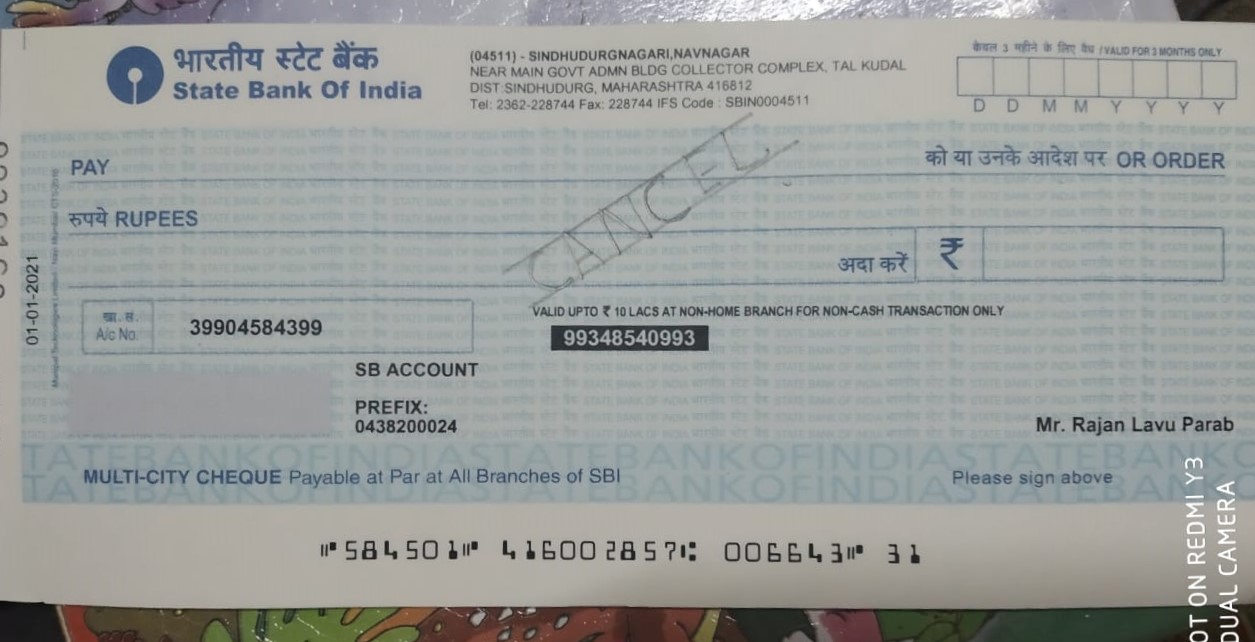 भारतीय स्टेट बैंक
State Bank Of India
(04511) - SINDHUDURGNAGARI,NAVNAGAR
NEAR MAIN GOVT ADMN BLDG COLLECTOR COMPLEX, TAL KUDAL
DIST:SINDHUDURG, MAHARASHTRA 416812
Tel: 2362-228744 Fax: 228744 IFS Code : SBIN0004511
केवल 3 महीने के लिए वैध / VALID FOR 3 MONTHS ONLY
D D M M Y Y Y Y
PAY
को या उनके आदेश पर OR ORDER
रुपये RUPEES
CANCEL
अदा करें ₹
01-01-2021
खा. सं.
A/c No.
39904584399
VALID UPTO ₹ 10 LACS AT NON-HOME BRANCH FOR NON-CASH TRANSACTION ONLY
99348540993
SB ACCOUNT
PREFIX:
0438200024
Mr. Rajan Lavu Parab
STATE BANK OF INDIA
MULTI-CITY CHEQUE Payable at Par at All Branches of SBI
Please sign above
⑈584501⑈ 416002857⑆ 006643⑈ 31
OT ON REDMI Y3
DUAL CAMERA